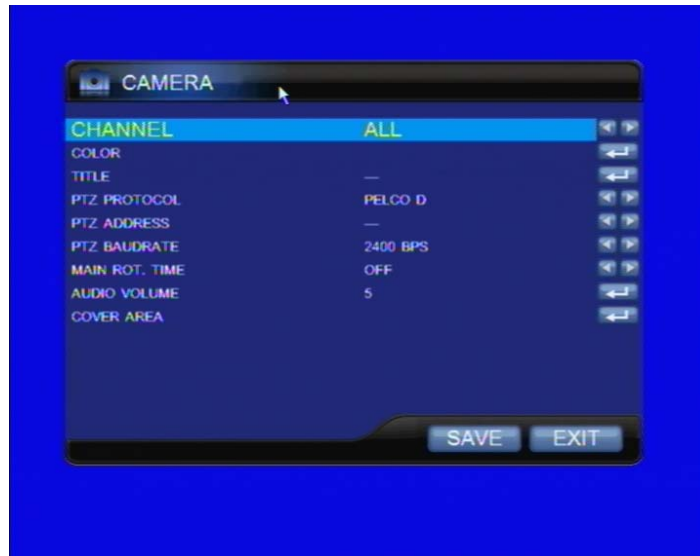 CAMERA
CHANNEL ALL
COLOR
TITLE —
PTZ PROTOCOL PELCO D
PTZ ADDRESS —
PTZ BAUDRATE 2400 BPS
MAIN ROT. TIME OFF
AUDIO VOLUME 5
COVER AREA
SAVE EXIT